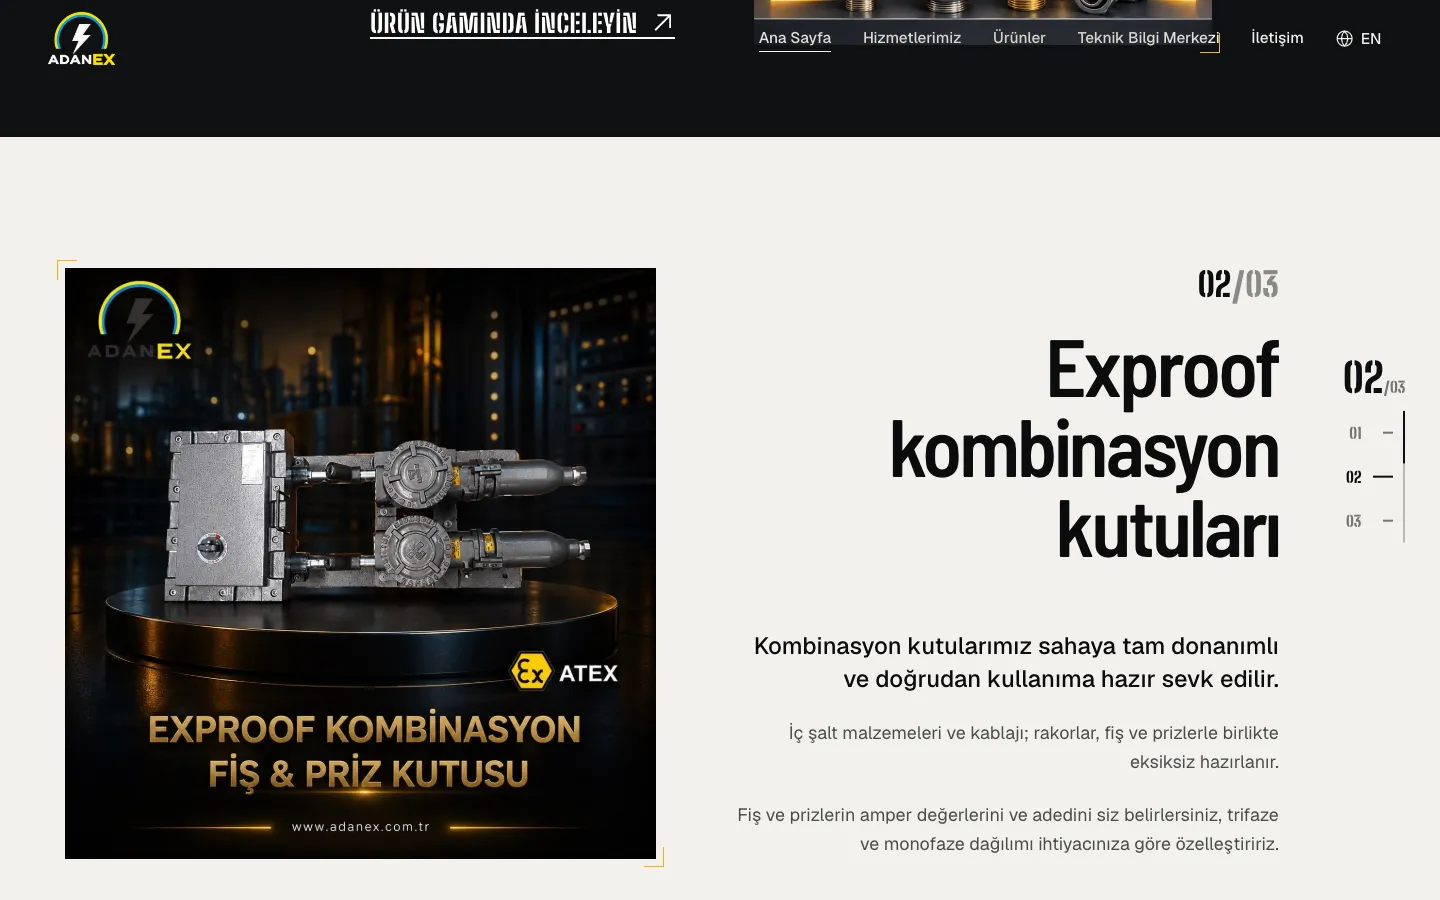 ADANEX
ÜRÜN GAMINDA İNCELEYİN
Ana Sayfa
Hizmetlerimiz
Ürünler
Teknik Bilgi Merkezi
İletişim
EN
ADANEX
Ex ATEX
EXPROOF KOMBİNASYON
FİŞ & PRİZ KUTUSU
www.adanex.com.tr
02/03
Exproof
kombinasyon
kutuları
Kombinasyon kutularımız sahaya tam donanımlı
ve doğrudan kullanıma hazır sevk edilir.
İç şalt malzemeleri ve kablajı; rakorlar, fiş ve prizlerle birlikte
eksiksiz hazırlanır.
Fiş ve prizlerin amper değerlerini ve adedini siz belirlersiniz, trifaze
ve monofaze dağılımı ihtiyacınıza göre özelleştiririz.
02/03
01
02
03